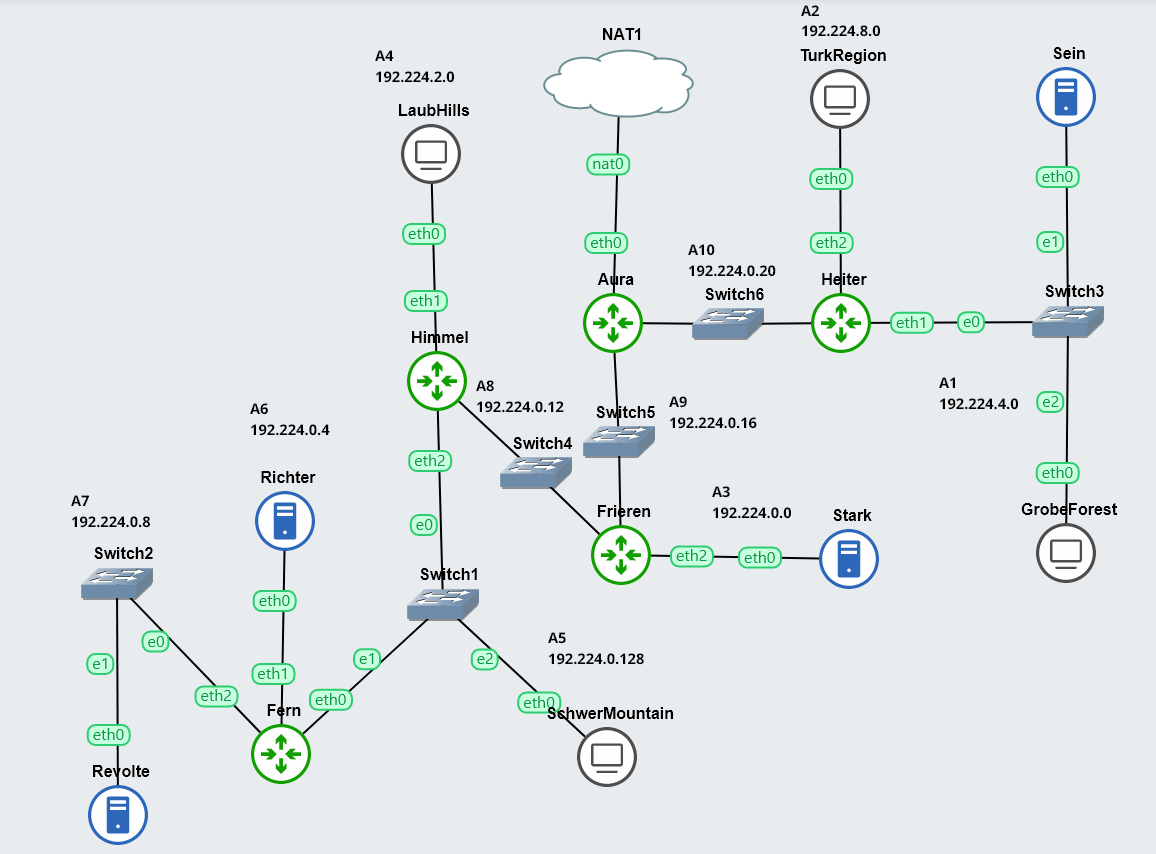 A2
192.224.8.0
TurkRegion
NAT1
A4
192.224.2.0
LaubHills
Sein
nat0
eth0
eth0
eth0
e1
eth0
eth2
A10
192.224.0.20
Switch6
Aura
Heiter
Switch3
eth0
eth1
Himmel
eth1
e0
A8
192.224.0.12
A9
192.224.0.16
A1
192.224.4.0
e2
A6
192.224.0.4
Switch5
Switch4
eth2
eth0
Richter
A7
192.224.0.8
A3
192.224.0.0
Frieren
Stark
GrobeForest
e0
Switch2
eth2
eth0
Switch1
eth0
e0
e1
e1
e2
A5
192.224.0.128
eth1
eth2
eth0
eth0
SchwerMountain
Fern
eth0
Revolte